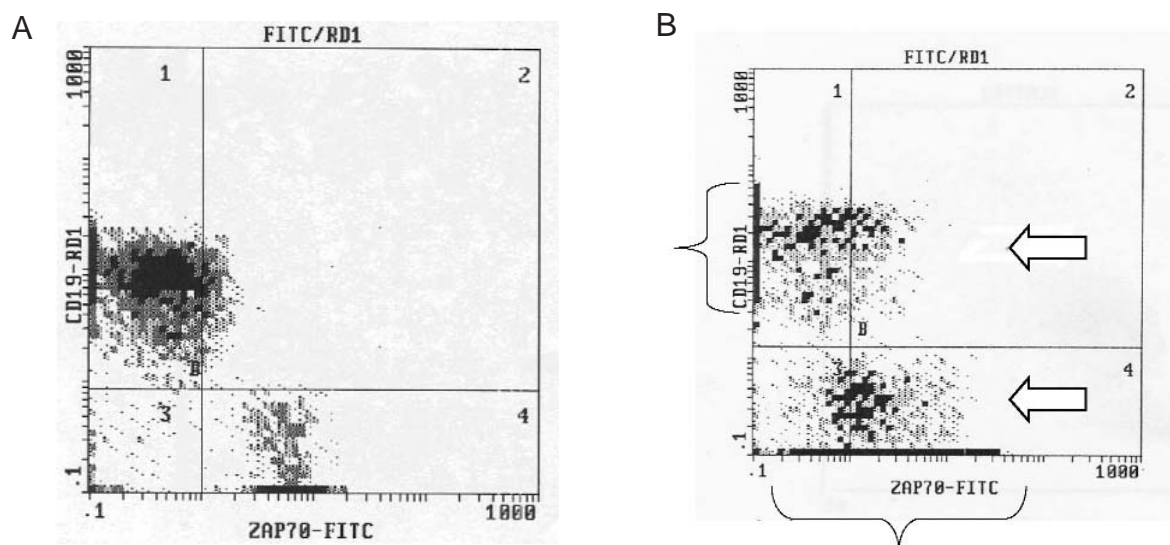 A
FITC/RD1
1000
1
2
CD19-RD1
B
3
4
.1
.1
1000
ZAP70-FITC
B
FITC/RD1
1000
1
2
CD19-RD1
B
3
4
.1
.1
1000
ZAP70-FITC